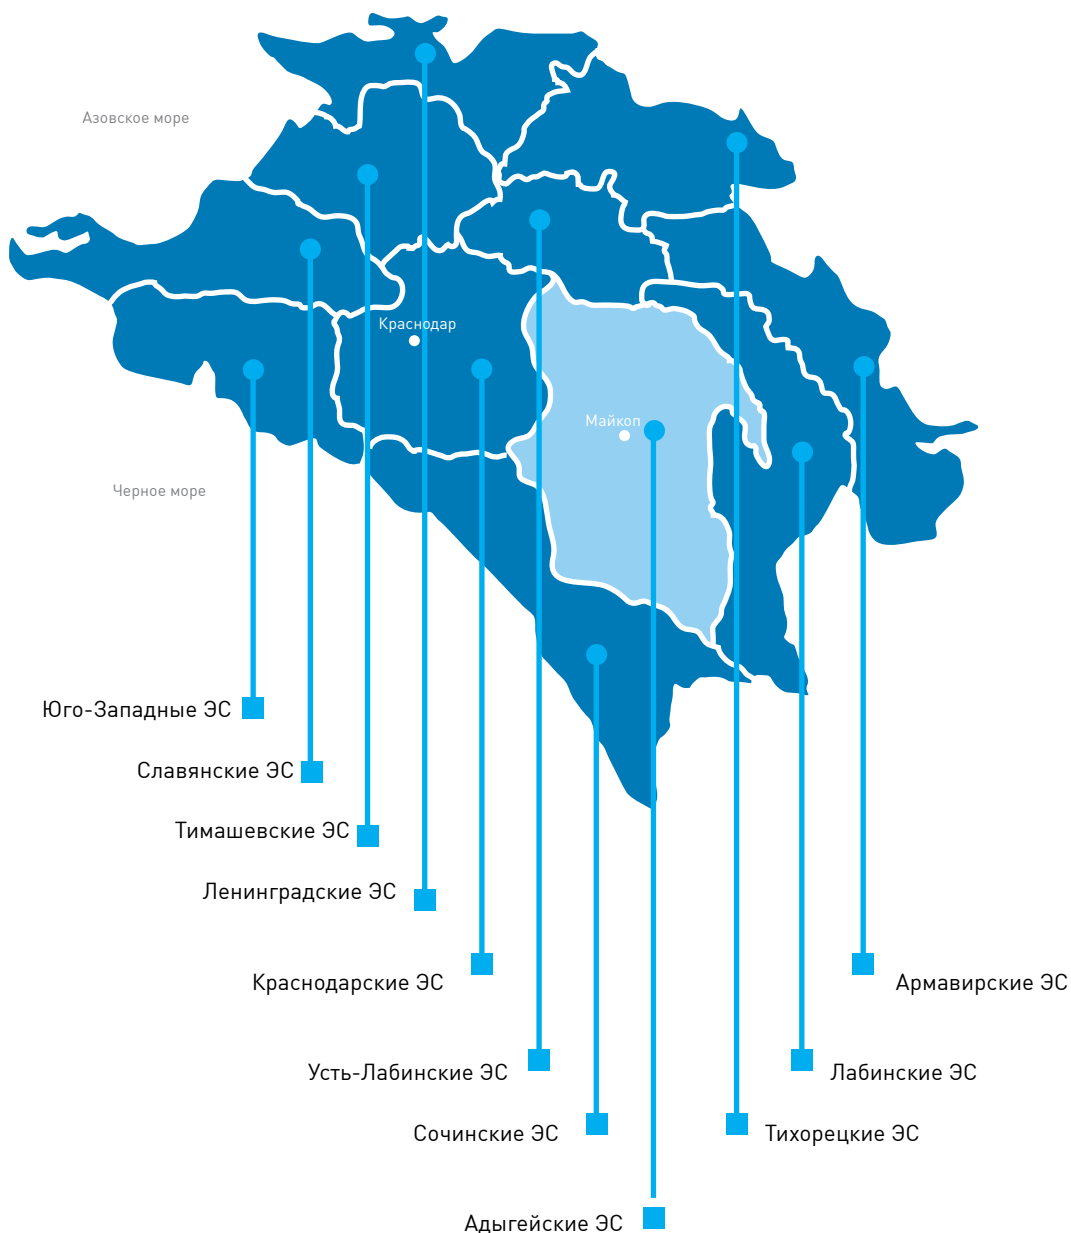 Азовское море
Краснодар
Майкоп
Черное море
Юго-Западные ЭС
Славянские ЭС
Тимашевские ЭС
Ленинградские ЭС
Краснодарские ЭС
Армавирские ЭС
Усть-Лабинские ЭС
Лабинские ЭС
Сочинские ЭС
Тихорецкие ЭС
Адыгейские ЭС